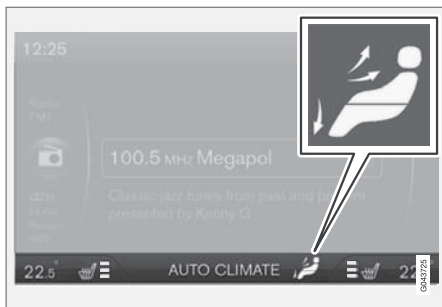 12:25
Radio
FM1
100.5 MHz Megapol
Classic jazz tunes from past and present
presented by Kenny G
22.5° AUTO CLIMATE 22
G043725